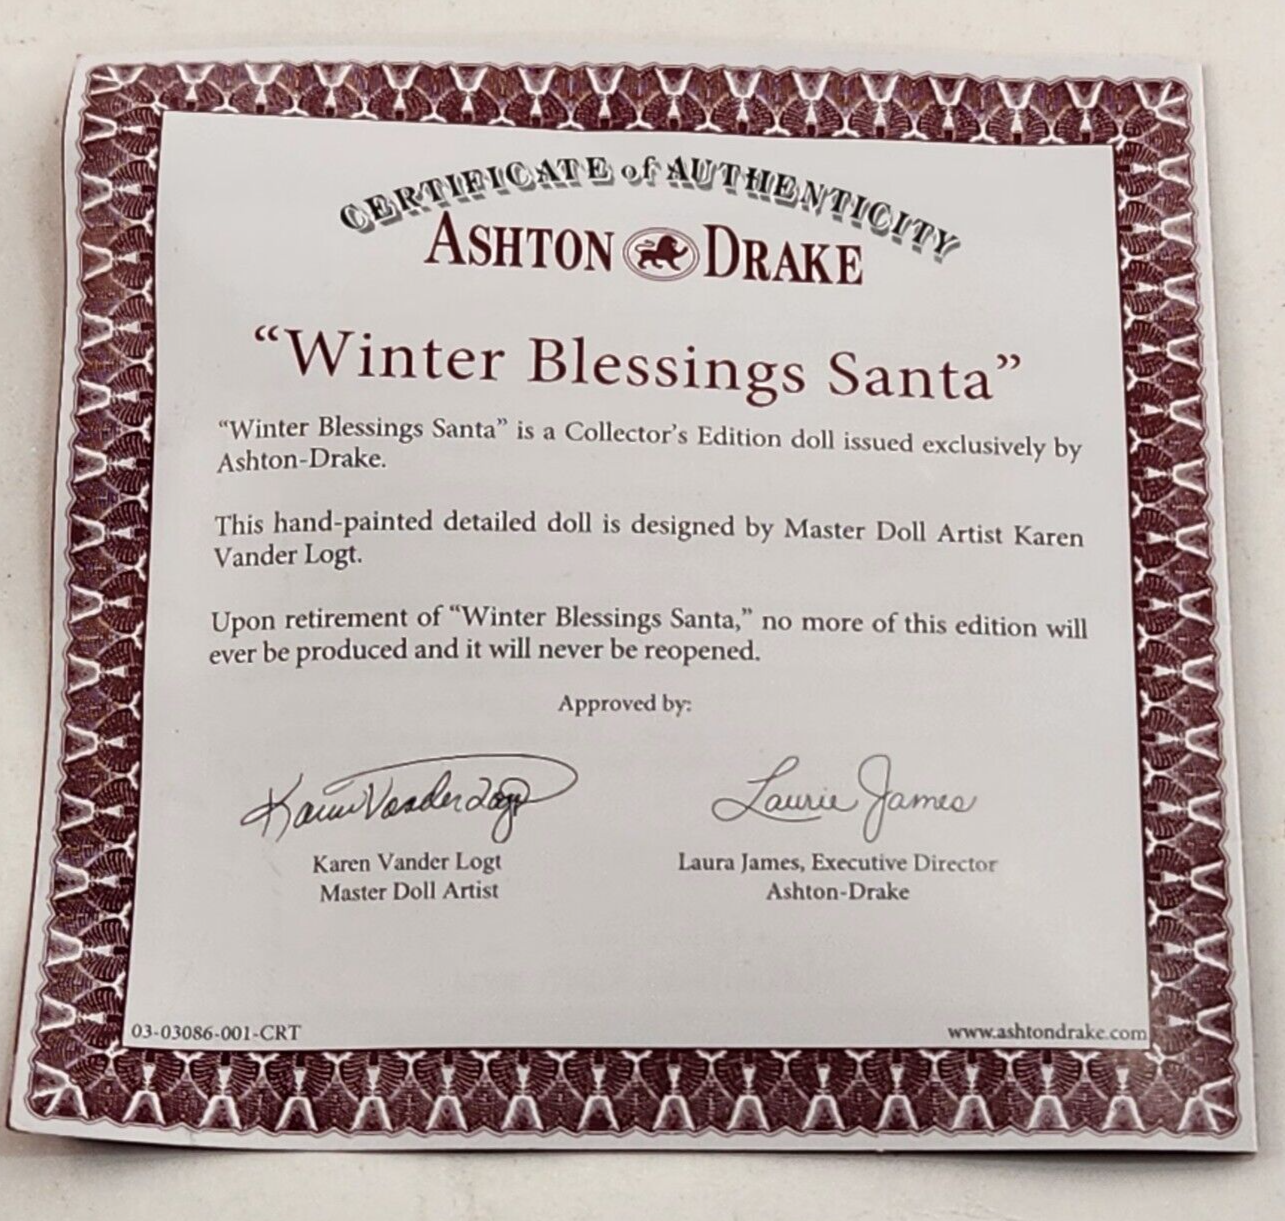 CERTIFICATE of AUTHENTICITY
ASHTON DRAKE
“Winter Blessings Santa”
“Winter Blessings Santa” is a Collector’s Edition doll issued exclusively by
Ashton-Drake.
This hand-painted detailed doll is designed by Master Doll Artist Karen
Vander Logt.
Upon retirement of “Winter Blessings Santa,” no more of this edition will
ever be produced and it will never be reopened.
Approved by:
Karen Vander Logt Laurie James
Karen Vander Logt Laura James, Executive Director
Master Doll Artist Ashton-Drake
03-03086-001-CRT www.ashtondrake.com